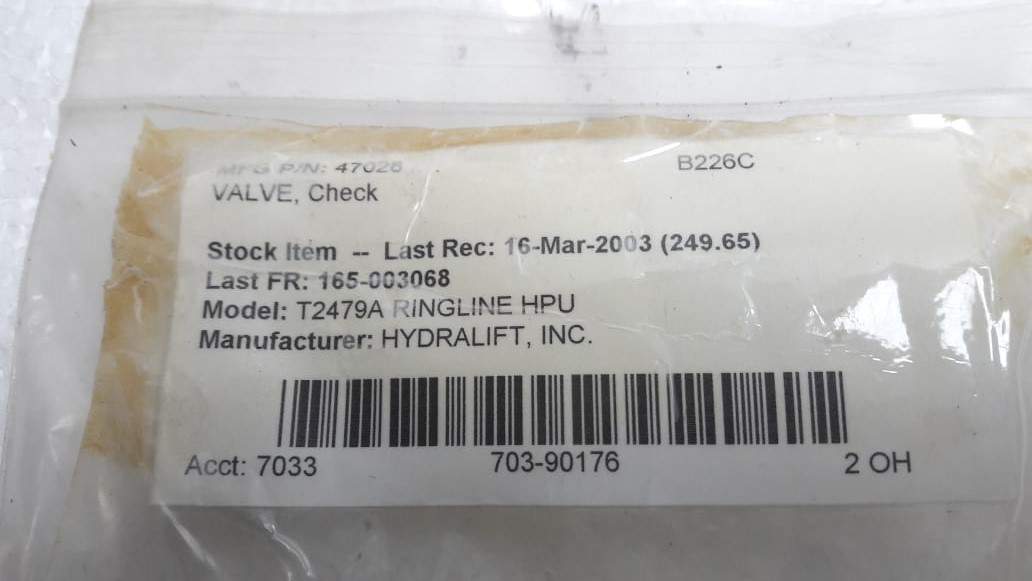 MFG P/N: 47026 B226C
VALVE, Check
Stock Item -- Last Rec: 16-Mar-2003 (249.65)
Last FR: 165-003068
Model: T2479A RINGLINE HPU
Manufacturer: HYDRALIFT, INC.
Acct: 7033 703-90176 2 OH